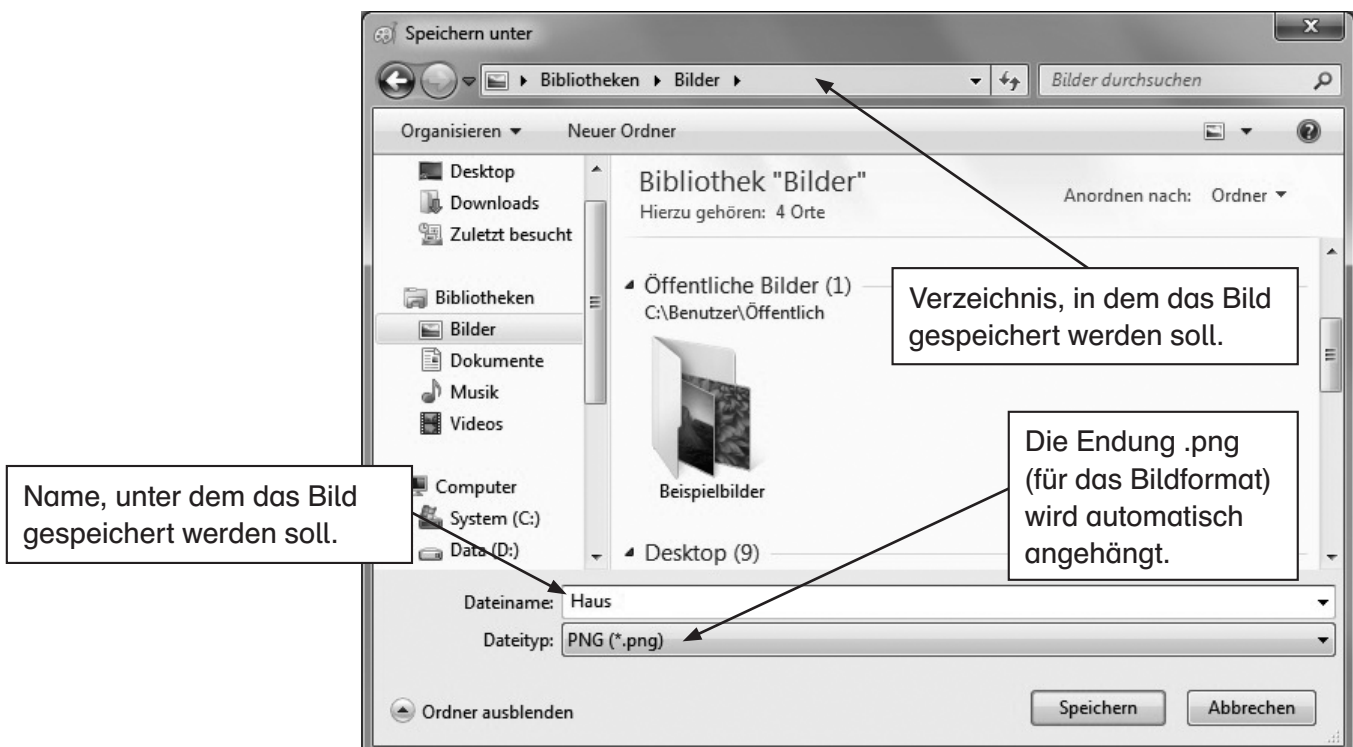 Speichern unter
Bibliotheken Bilder
Bilder durchsuchen
Organisieren
Neuer Ordner
Desktop
Downloads
Zuletzt besucht
Bibliotheken
Bilder
Dokumente
Musik
Videos
Computer
System (C:)
Data (D:)
Bibliothek "Bilder"
Hierzu gehören: 4 Orte
Anordnen nach: Ordner
Öffentliche Bilder (1)
C:\Benutzer\Öffentlich
Beispielbilder
Desktop (9)
Verzeichnis, in dem das Bild
gespeichert werden soll.
Die Endung .png
(für das Bildformat)
wird automatisch
angehängt.
Name, unter dem das Bild
gespeichert werden soll.
Dateiname: Haus
Dateityp: PNG (*.png)
Ordner ausblenden
Speichern
Abbrechen